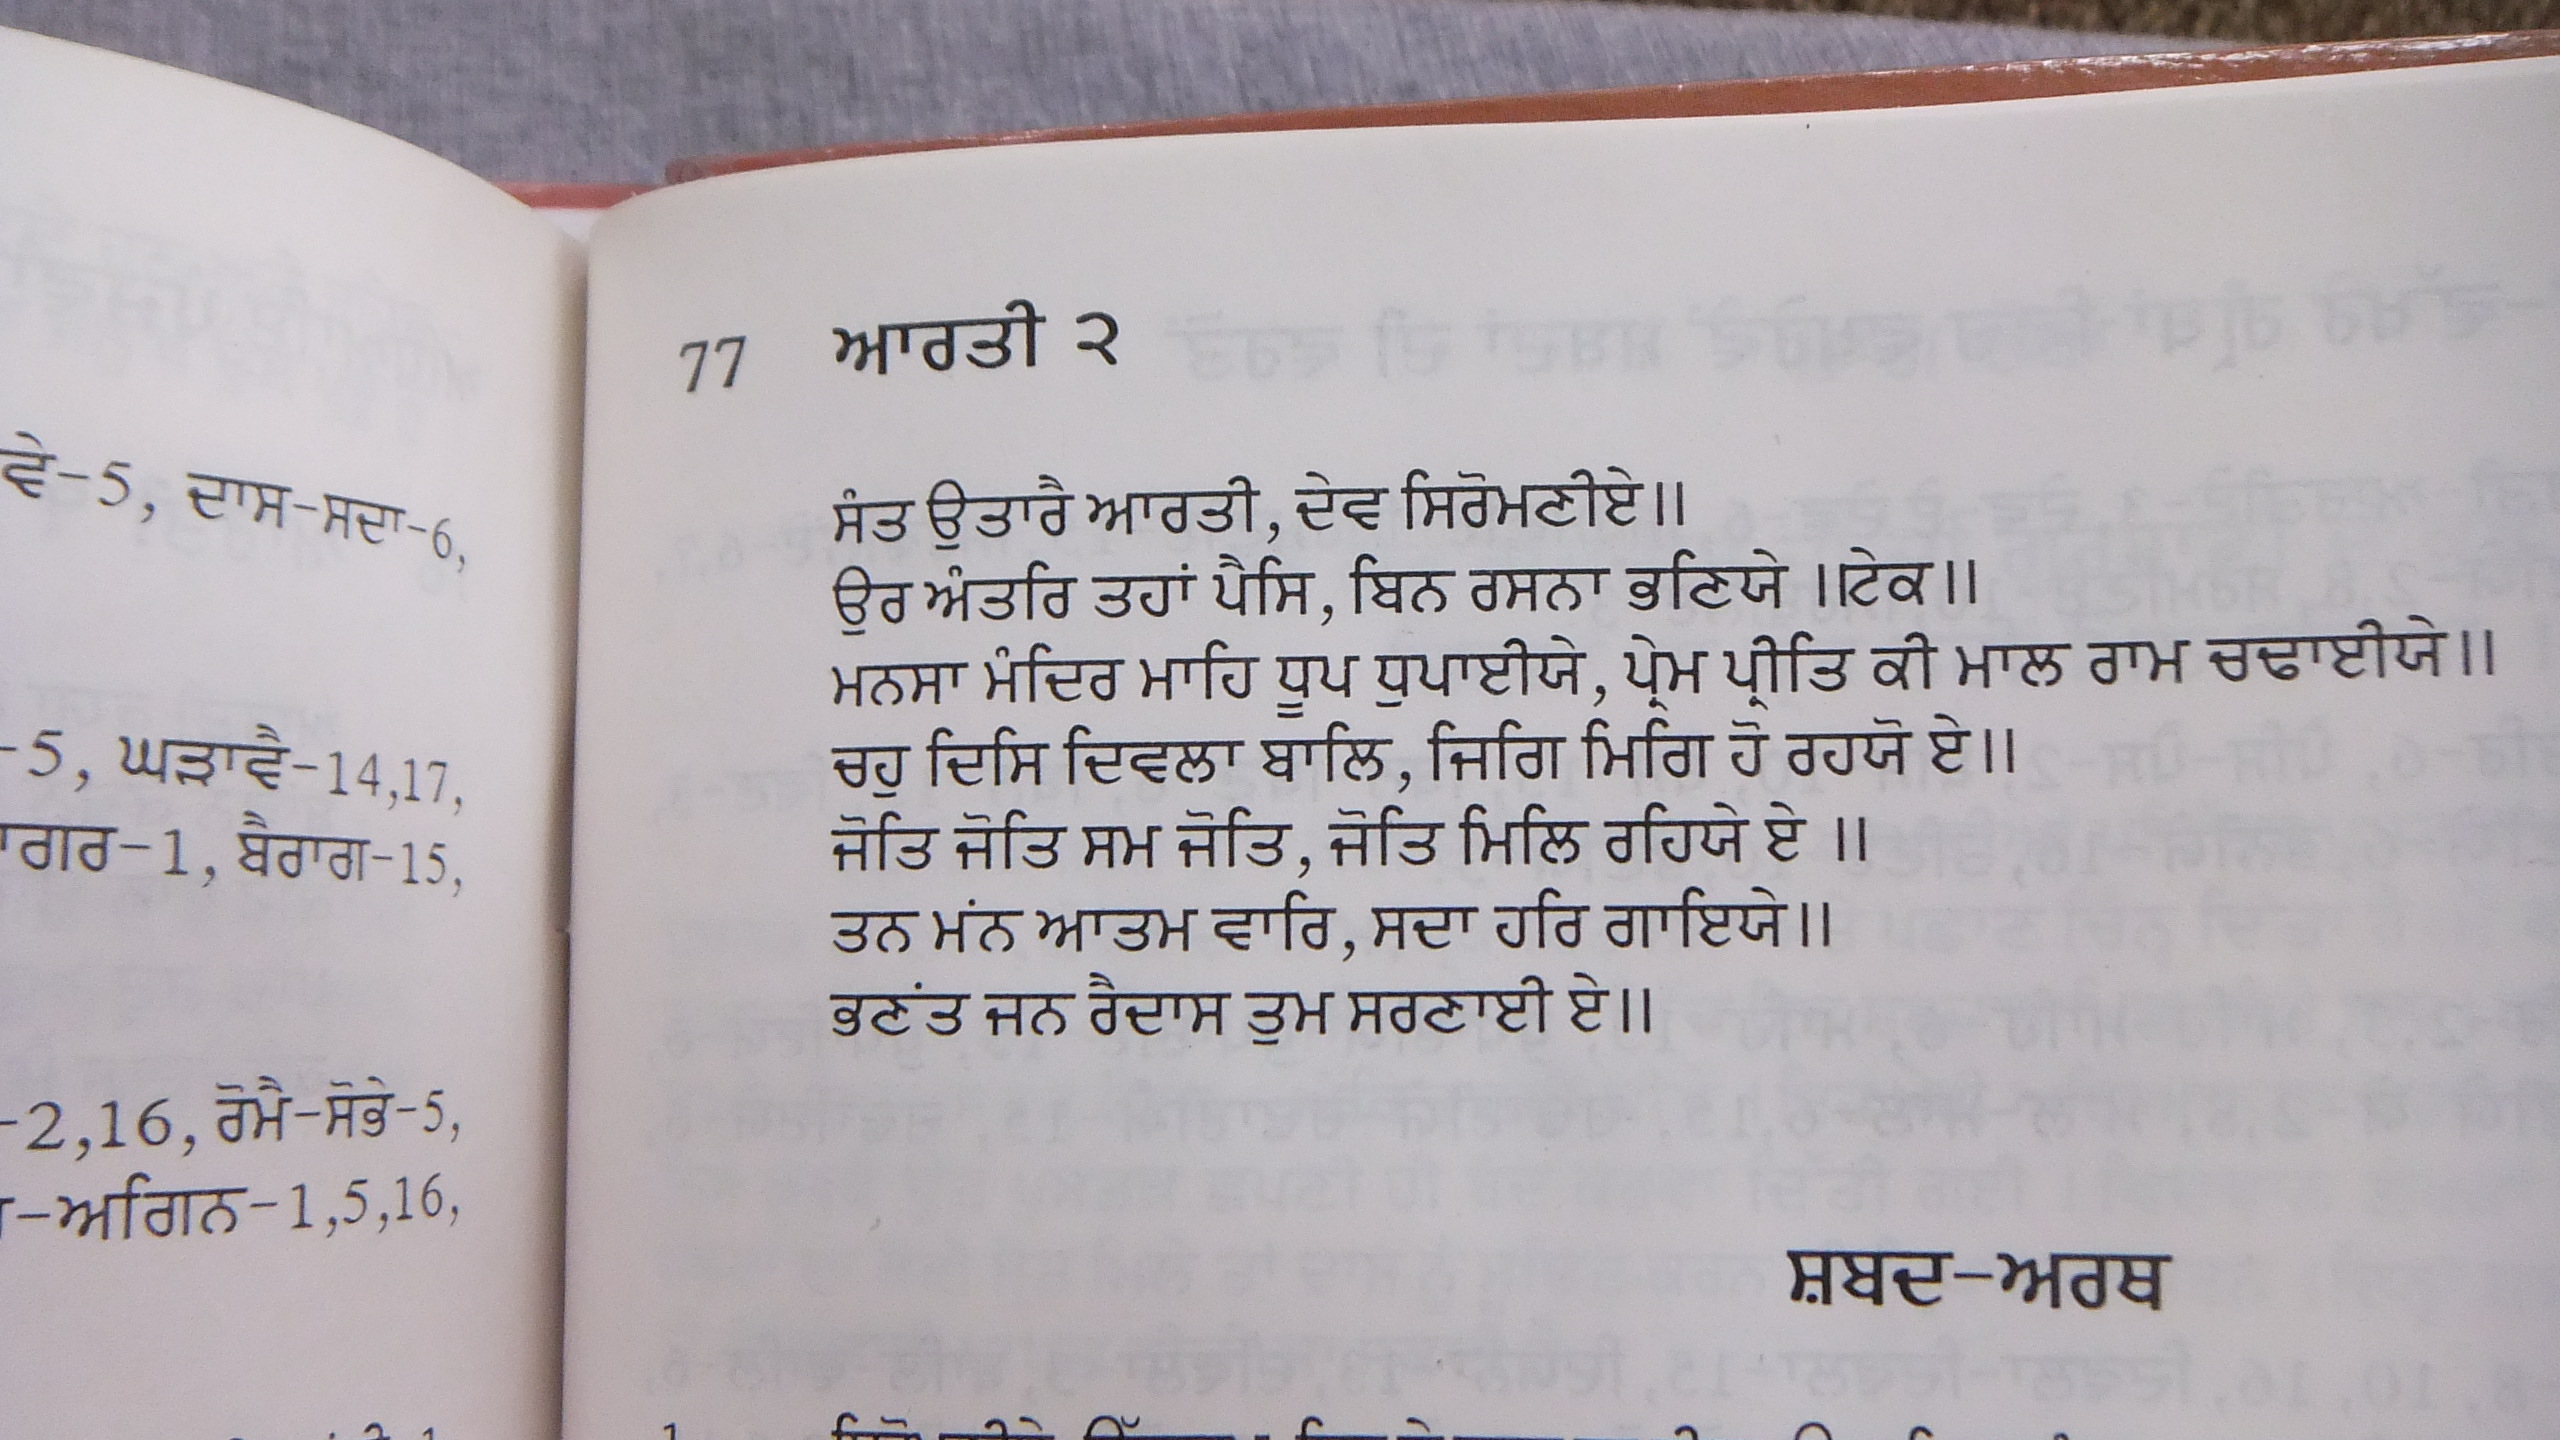 ਵੇ-5, ਦਾਸ-ਸਦਾ-6,
-5, ਘੜਾਵੈ-14,17,
ਾਗਰ-1, ਬੈਰਾਗ-15,
-2,16, ਰੋਮੈ-ਸੋਭੇ-5,
-ਅਗਿਨ-1,5,16,
77 ਆਰਤੀ ੨
ਸੰਤ ਉਤਾਰੈ ਆਰਤੀ, ਦੇਵ ਸਿਰੋਮਣੀਏ॥
ਉਰ ਅੰਤਰਿ ਤਹਾਂ ਪੈਸਿ, ਬਿਨ ਰਸਨਾ ਭਣਿਯੇ ॥ਟੇਕ॥
ਮਨਸਾ ਮੰਦਿਰ ਮਾਹਿ ਧੂਪ ਧੁਪਾਈਯੇ, ਪ੍ਰੇਮ ਪ੍ਰੀਤਿ ਕੀ ਮਾਲ ਰਾਮ ਚਢਾਈਯੇ॥
ਚਹੁ ਦਿਸਿ ਦਿਵਲਾ ਬਾਲਿ, ਜਿਗਿ ਮਿਗਿ ਹੋ ਰਹਯੋ ਏ॥
ਜੋਤਿ ਜੋਤਿ ਸਮ ਜੋਤਿ, ਜੋਤਿ ਮਿਲਿ ਰਹਿਯੇ ਏ ॥
ਤਨ ਮੰਨ ਆਤਮ ਵਾਰਿ, ਸਦਾ ਹਰਿ ਗਾਇਯੇ॥
ਭਣੰਤ ਜਨ ਰੈਦਾਸ ਤੁਮ ਸਰਣਾਈ ਏ॥
ਸ਼ਬਦ-ਅਰਥ